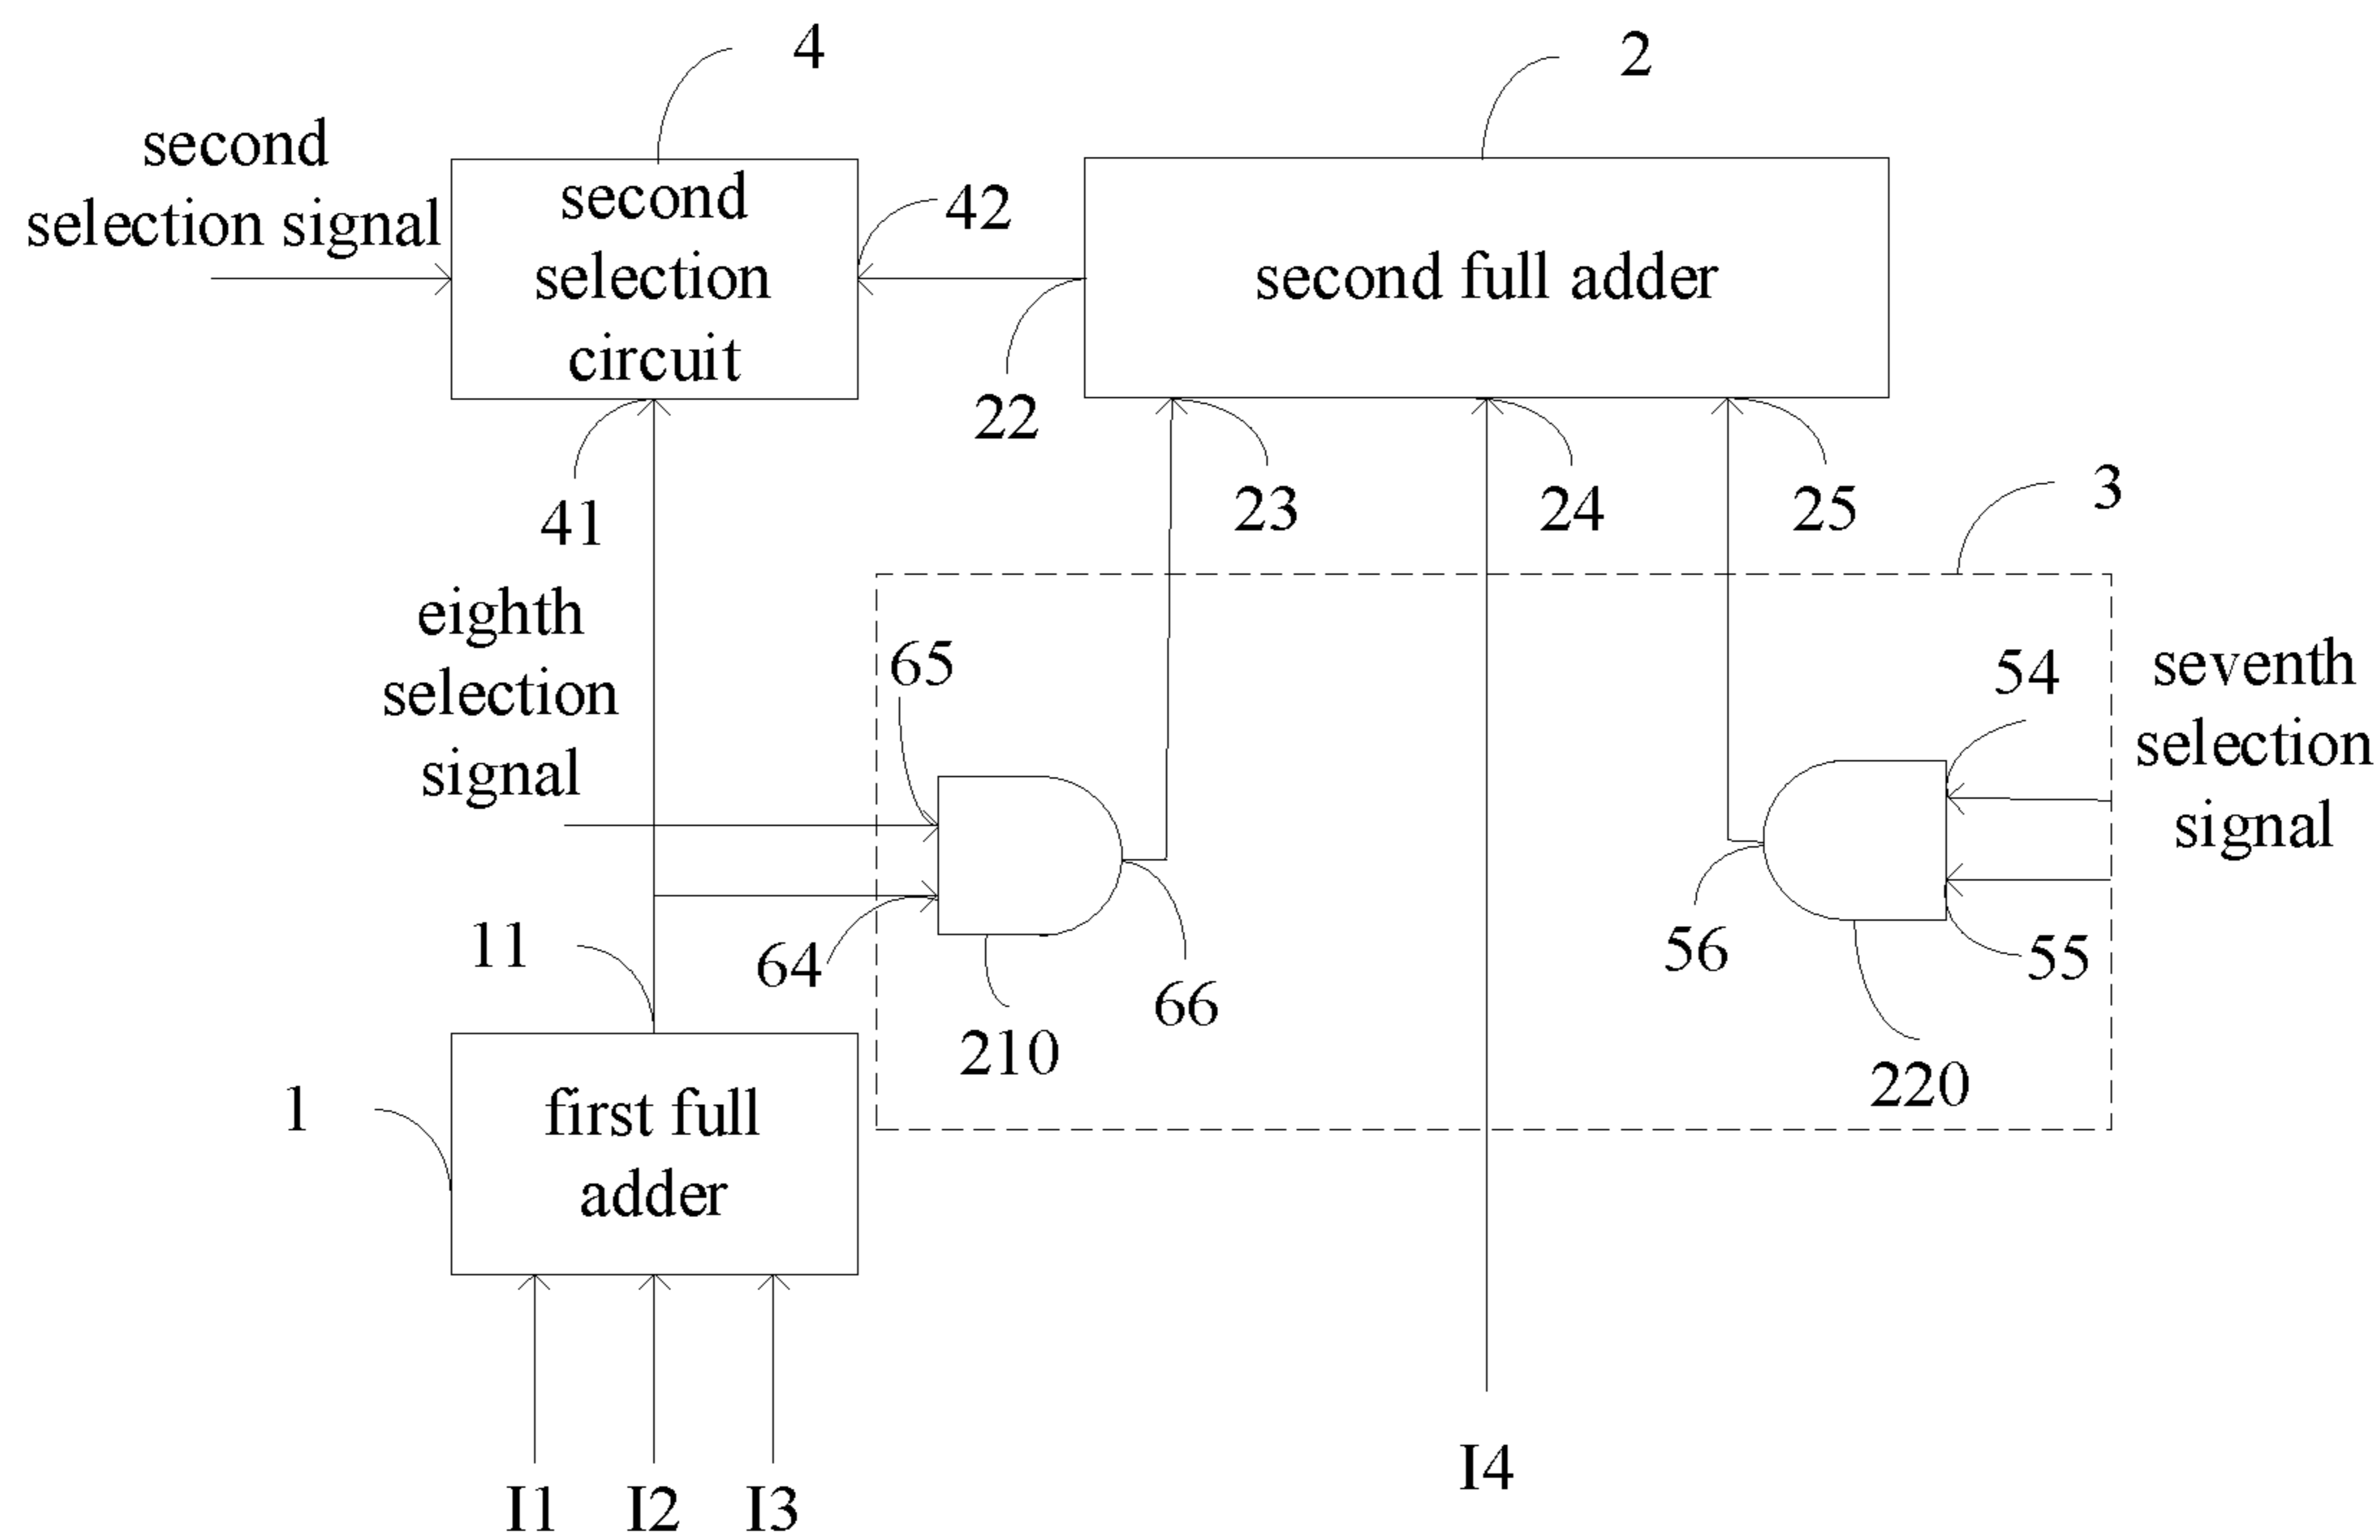 4
2
second
selection signal
second
selection
circuit
42
second full adder
22
41
23
24
25
3
eighth
selection
signal
65
54
seventh
selection
signal
11
64
66
210
56
55
220
1
first full
adder
I1
I2
I3
I4